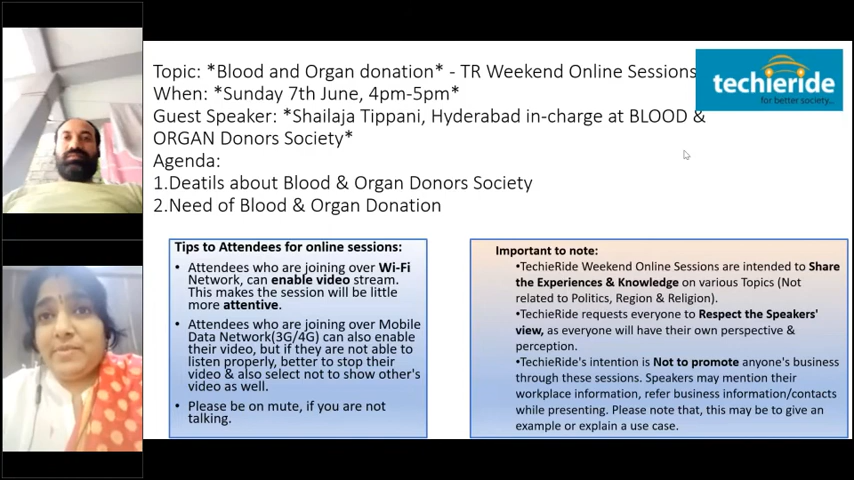 Topic: *Blood and Organ donation* - TR Weekend Online Sessions
When: *Sunday 7th June, 4pm-5pm*
Guest Speaker: *Shailaja Tippani, Hyderabad in-charge at BLOOD &
ORGAN Donors Society*
Agenda:
1.Deatils about Blood & Organ Donors Society
2.Need of Blood & Organ Donation
techieride
for better society..
Tips to Attendees for online sessions:
• Attendees who are joining over Wi-Fi
Network, can enable video stream.
This makes the session will be little
more attentive.
• Attendees who are joining over Mobile
Data Network(3G/4G) can also enable
their video, but if they are not able to
listen properly, better to stop their
video & also select not to show other's
video as well.
• Please be on mute, if you are not
talking.
Important to note:
•TechieRide Weekend Online Sessions are intended to Share
the Experiences & Knowledge on various Topics (Not
related to Politics, Region & Religion).
•TechieRide requests everyone to Respect the Speakers'
view, as everyone will have their own perspective &
perception.
•TechieRide's intention is Not to promote anyone's business
through these sessions. Speakers may mention their
workplace information, refer business information/contacts
while presenting. Please note that, this may be to give an
example or explain a use case.